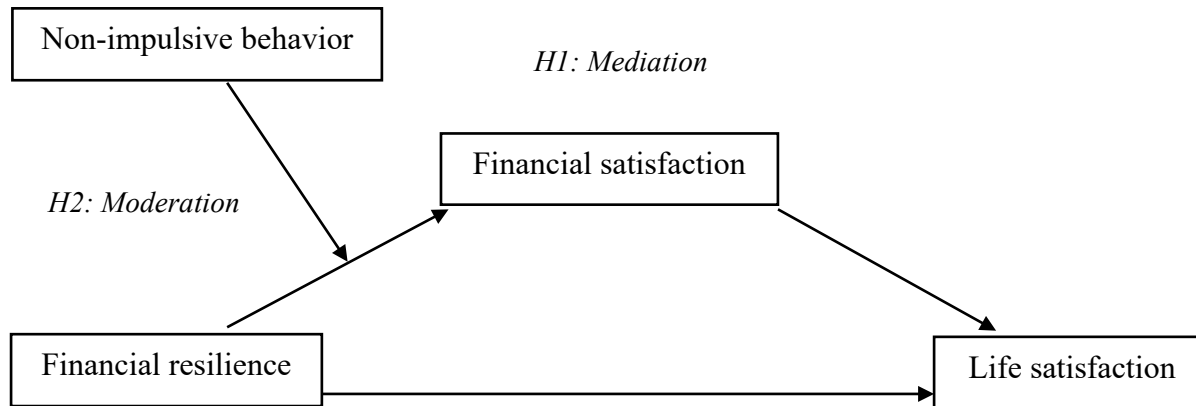 Non-impulsive behavior
H1: Mediation
Financial satisfaction
H2: Moderation
Financial resilience
Life satisfaction